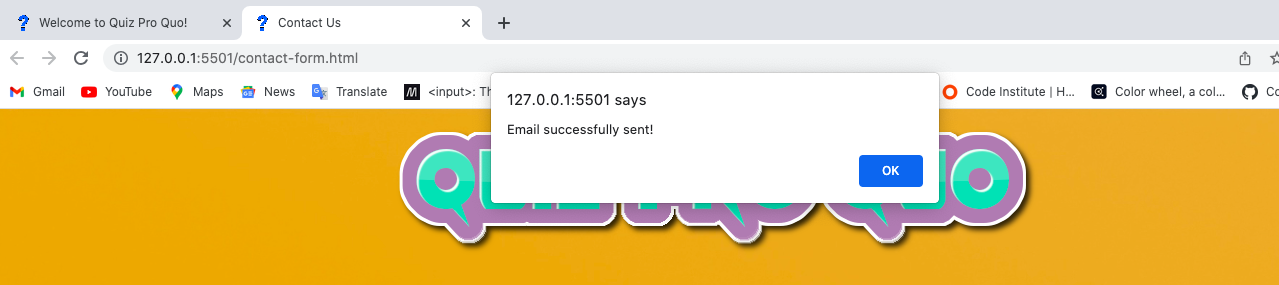 Welcome to Quiz Pro Quo!
Contact Us
127.0.0.1:5501/contact-form.html
Gmail
YouTube
Maps
News
Translate
<input>: Th
Code Institute | H...
Color wheel, a col...
Co
127.0.0.1:5501 says
Email successfully sent!
OK